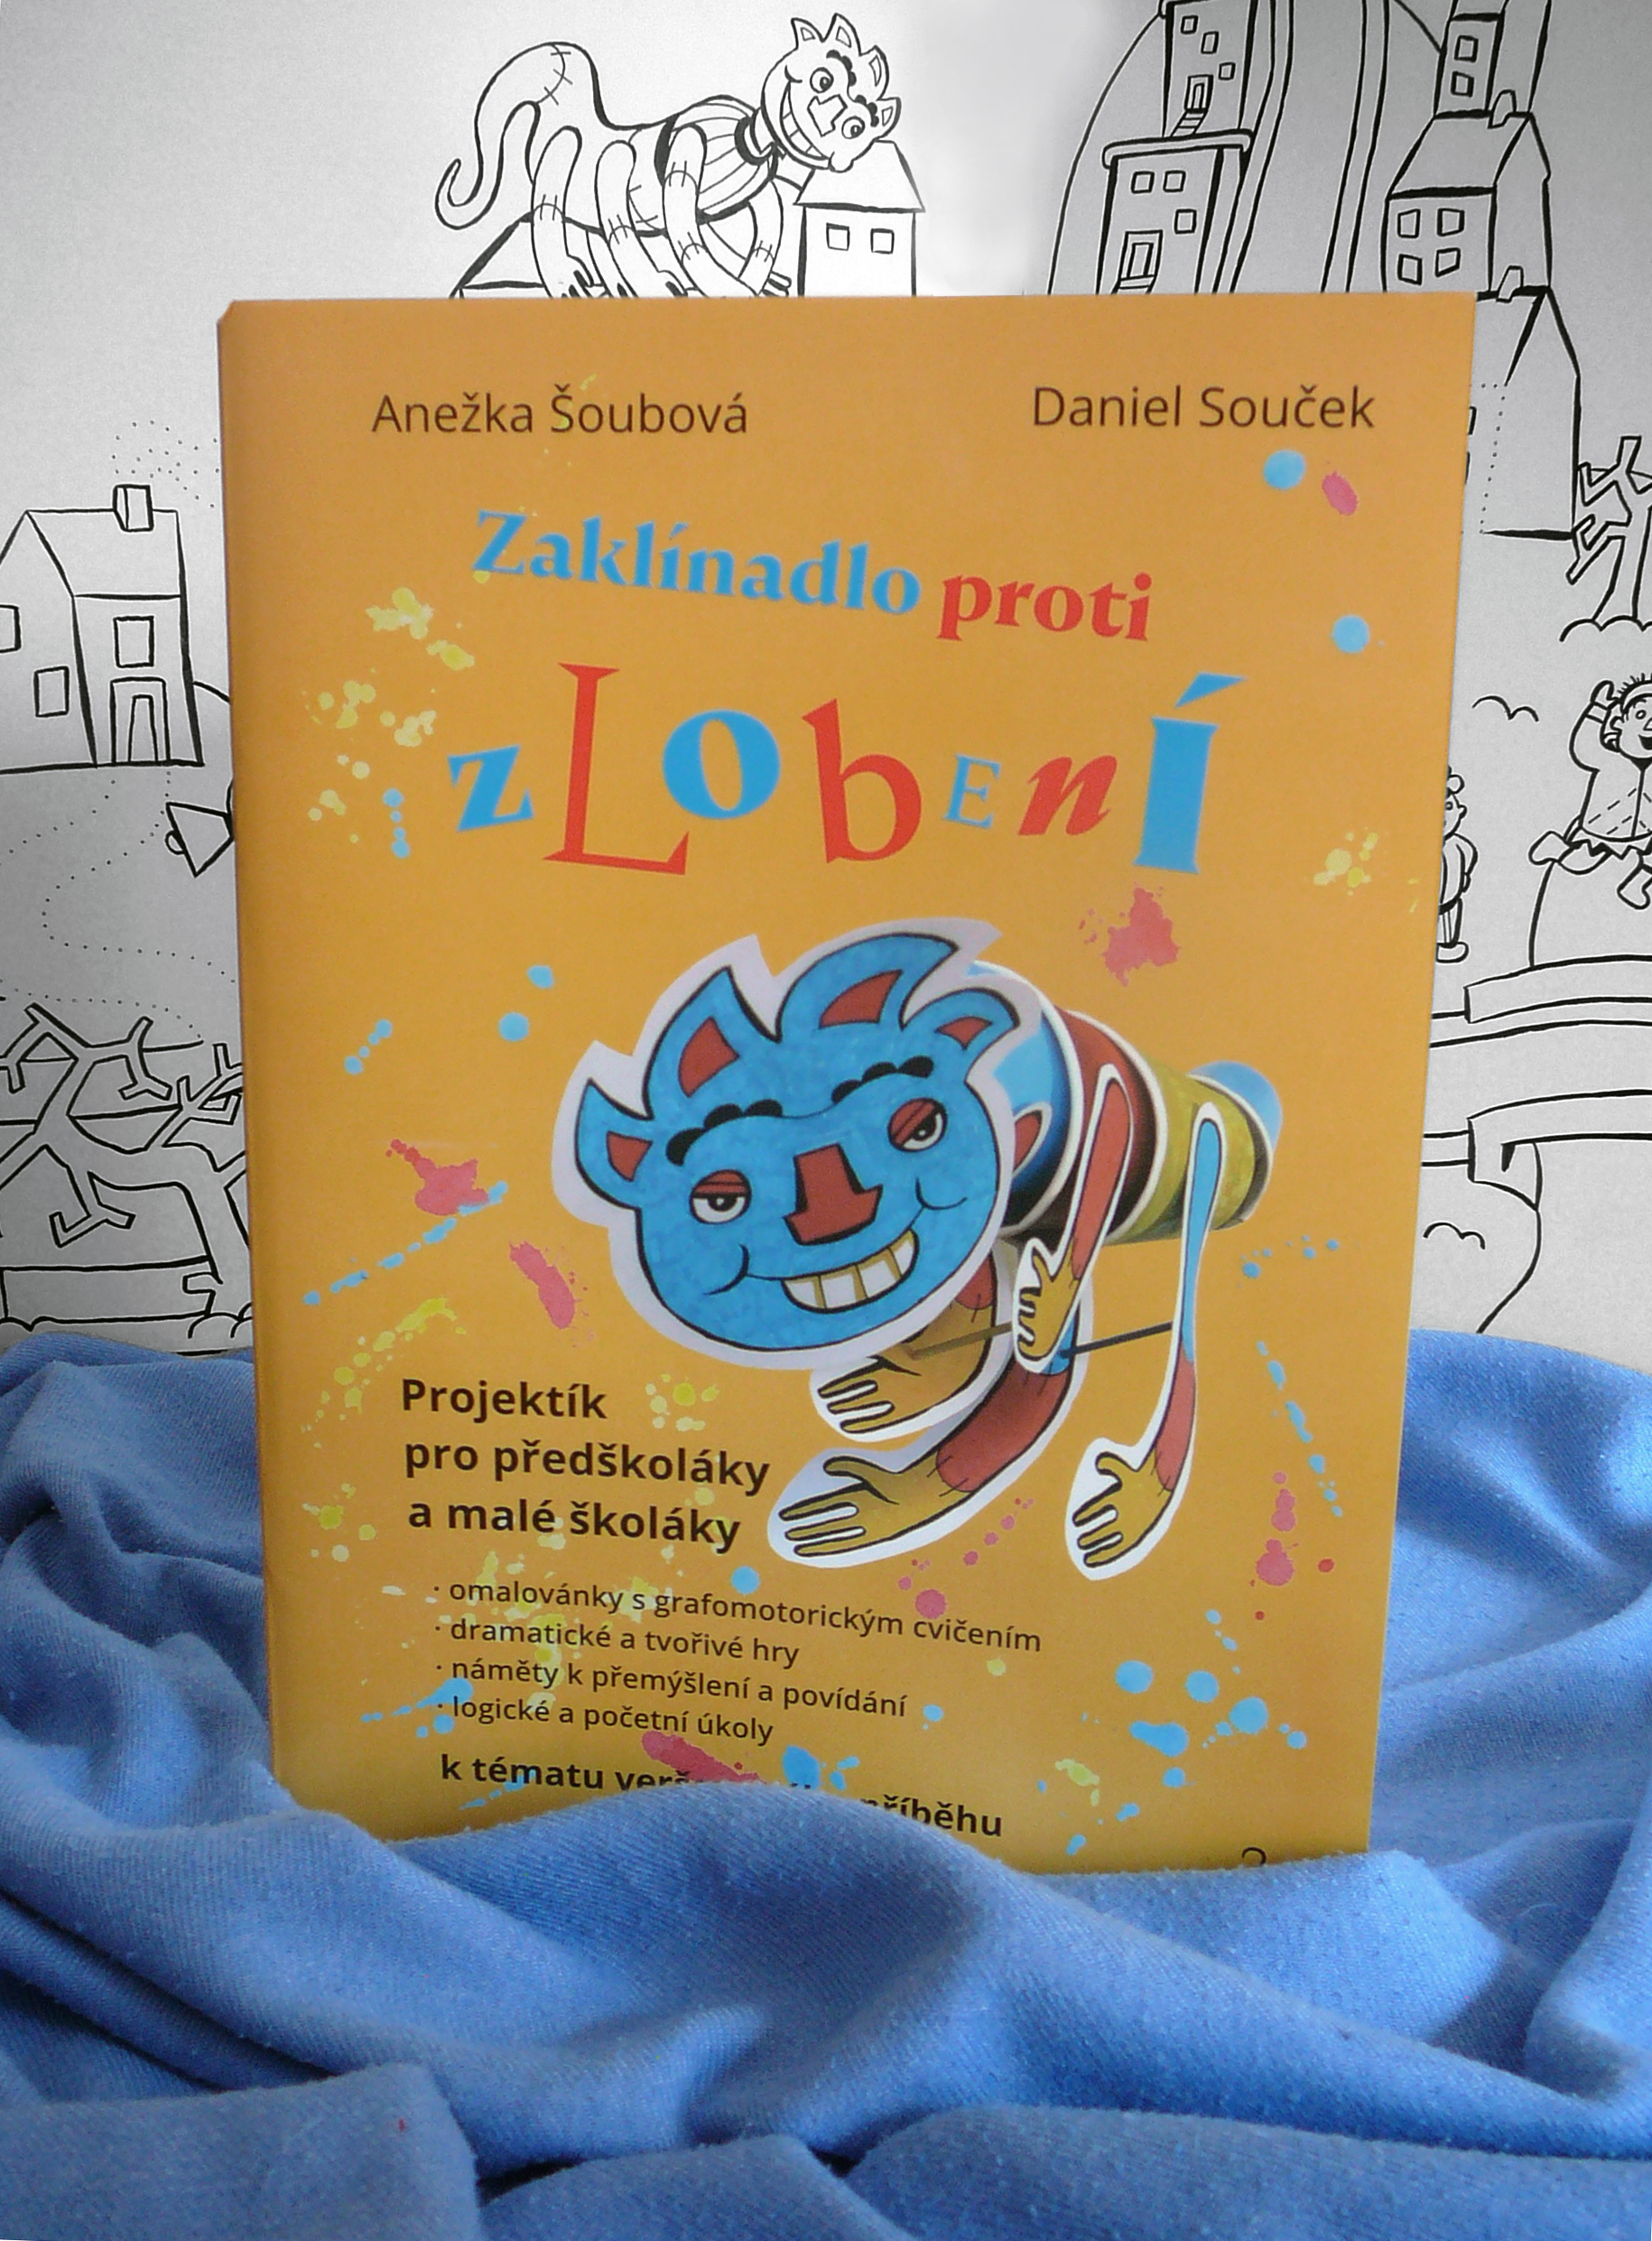 Anežka Šoubová
Daniel Souček
Zaklínadlo proti
zLobEní
Projektík
pro předškoláky
a malé školáky
· omalovánky s grafomotorickým cvičením
· dramatické a tvořivé hry
· náměty k přemýšlení a povídání
· logické a početní úkoly
k tématu příběhu